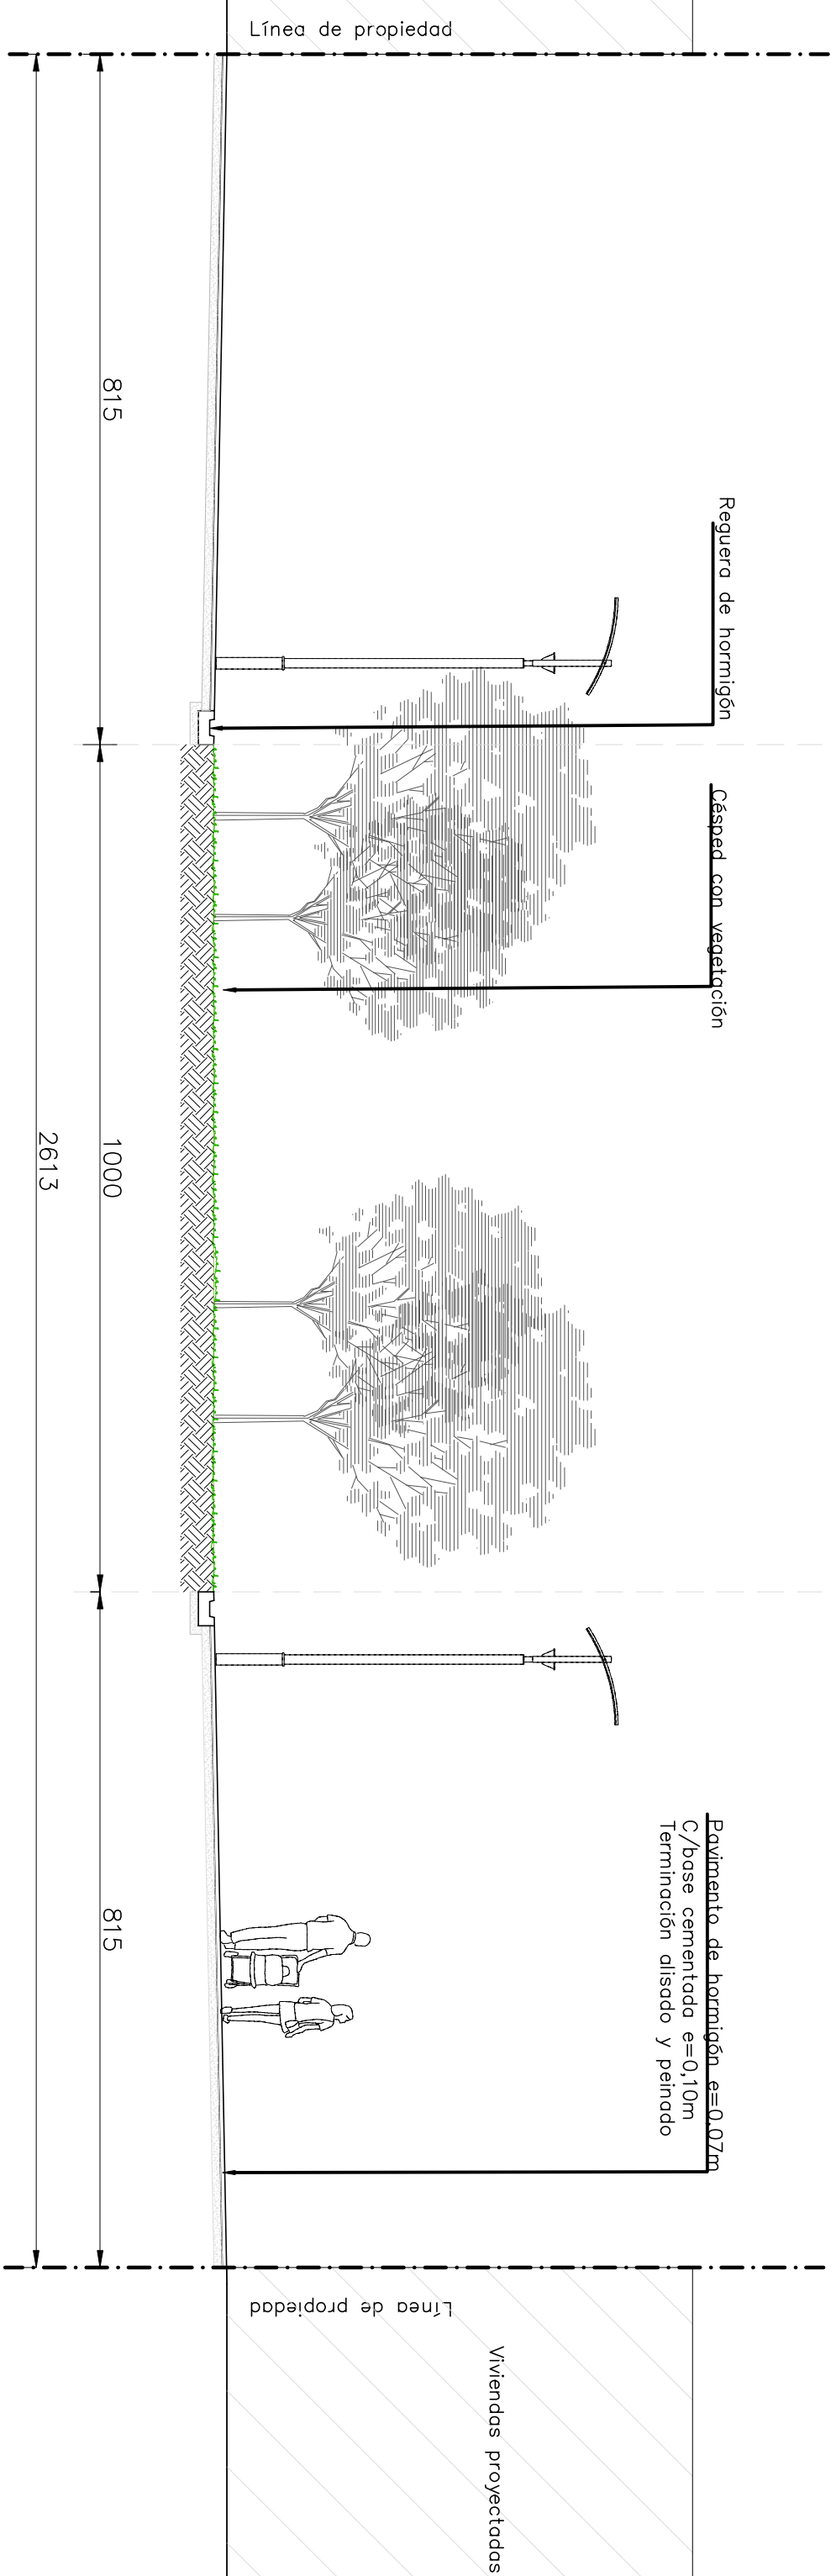 Línea de propiedad
Reguera de hormigón
Césped con vegetación
Pavimento de hormigón e=0,07m
C/base cementada e=0,10m
Terminación alisado y peinado
Línea de propiedad
Viviendas proyectadas
815
1000
815
2613